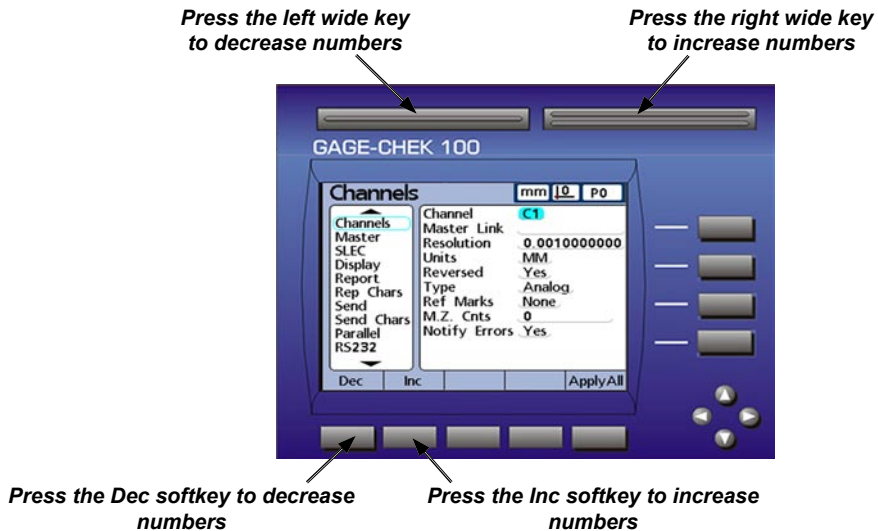 Press the left wide key
to decrease numbers
Press the right wide key
to increase numbers
GAGE-CHEK 100
Channels
mm
0
P0
Channels
Master
SLEC
Display
Report
Rep Chars
Send
Send Chars
Parallel
RS232
Channel C1
Master Link
Resolution 0.0010000000
Units MM
Reversed Yes
Type Analog
Ref Marks None
M.Z. Cnts 0
Notify Errors Yes
Dec Inc ApplyAll
Press the Dec softkey to decrease
numbers
Press the Inc softkey to increase
numbers